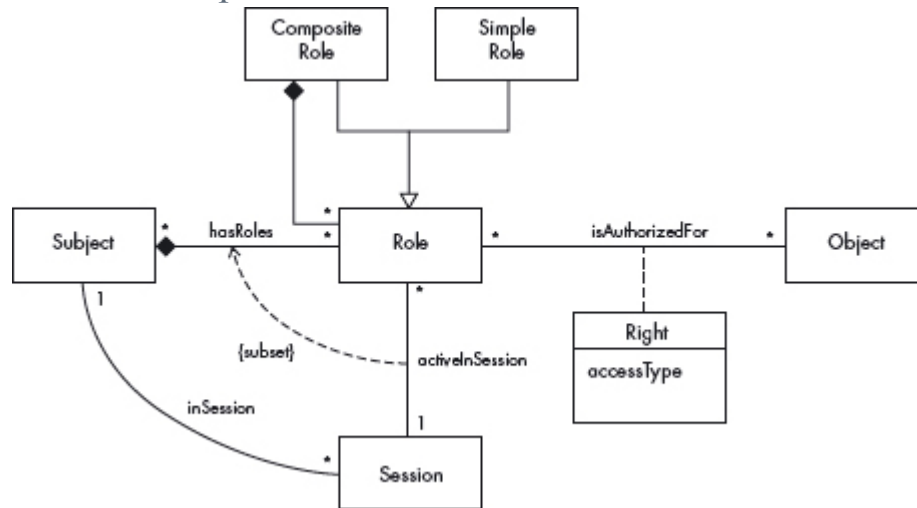 Composite
Role
Simple
Role
*
*
hasRoles
*
*
isAuthorizedFor
*
Subject
Role
Object
1
*
Right
{subset}
activeInSession
accessType
inSession
1
*
Session